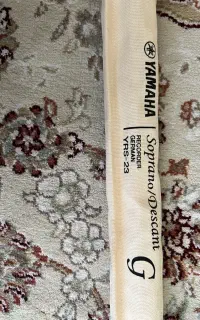 YAMAHA Soprano/Descant G
RECORDER
GERMAN
YRS-23